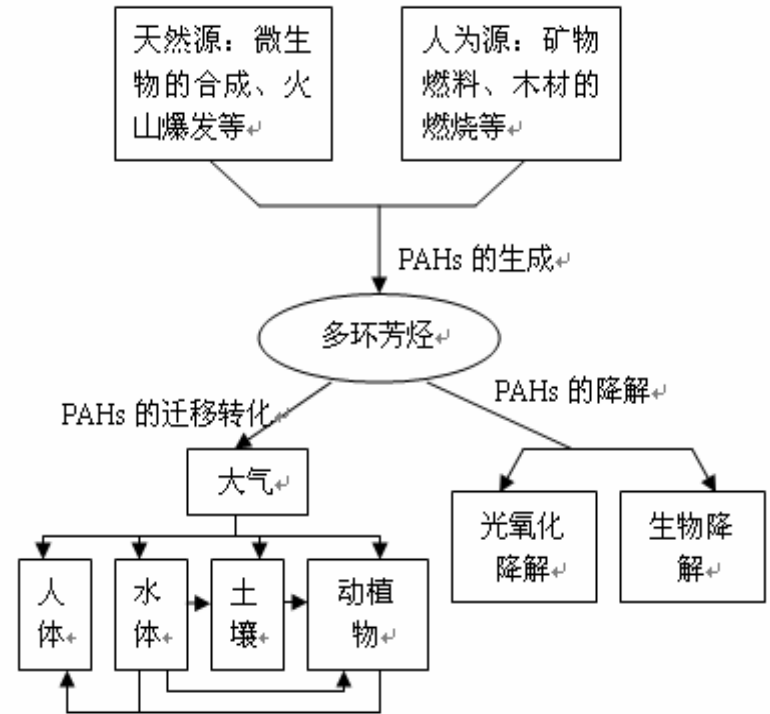 天然源：微生
物的合成、火
山爆发等↵
人为源：矿物
燃料、木材的
燃烧等↵
PAHs 的生成↵
多环芳烃↵
PAHs 的迁移转化↵
PAHs 的降解↵
大气↵
光氧化
降解↵
生物降
解↵
人
体↵
水
体↵
土
壤↵
动植
物↵